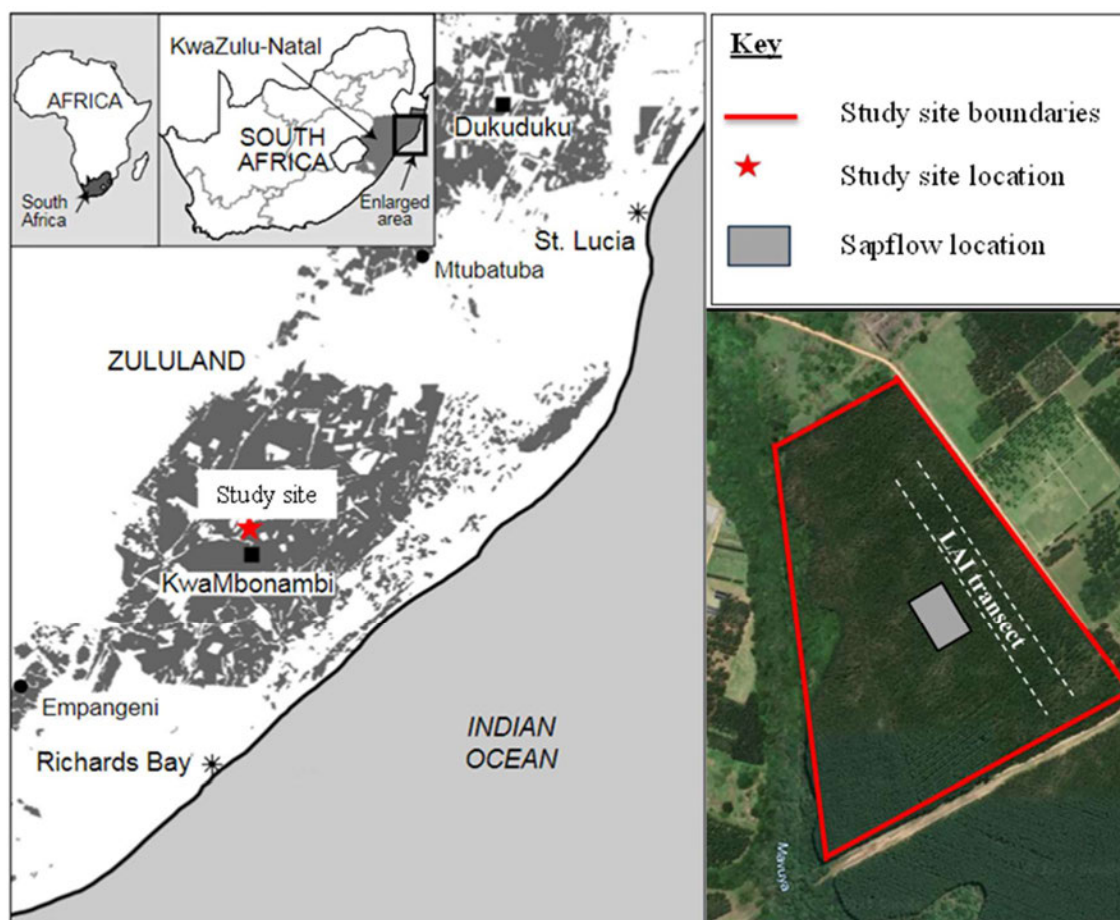 AFRICA
South
Africa
KwaZulu-Natal
SOUTH
AFRICA
Enlarged
area
Dukuduku
St. Lucia
Mtubatuba
ZULULAND
Study site
KwaMbonambi
Empangeni
Richards Bay
INDIAN
OCEAN
Key
Study site boundaries
Study site location
Sapflow location
LAI transect
Mavuya